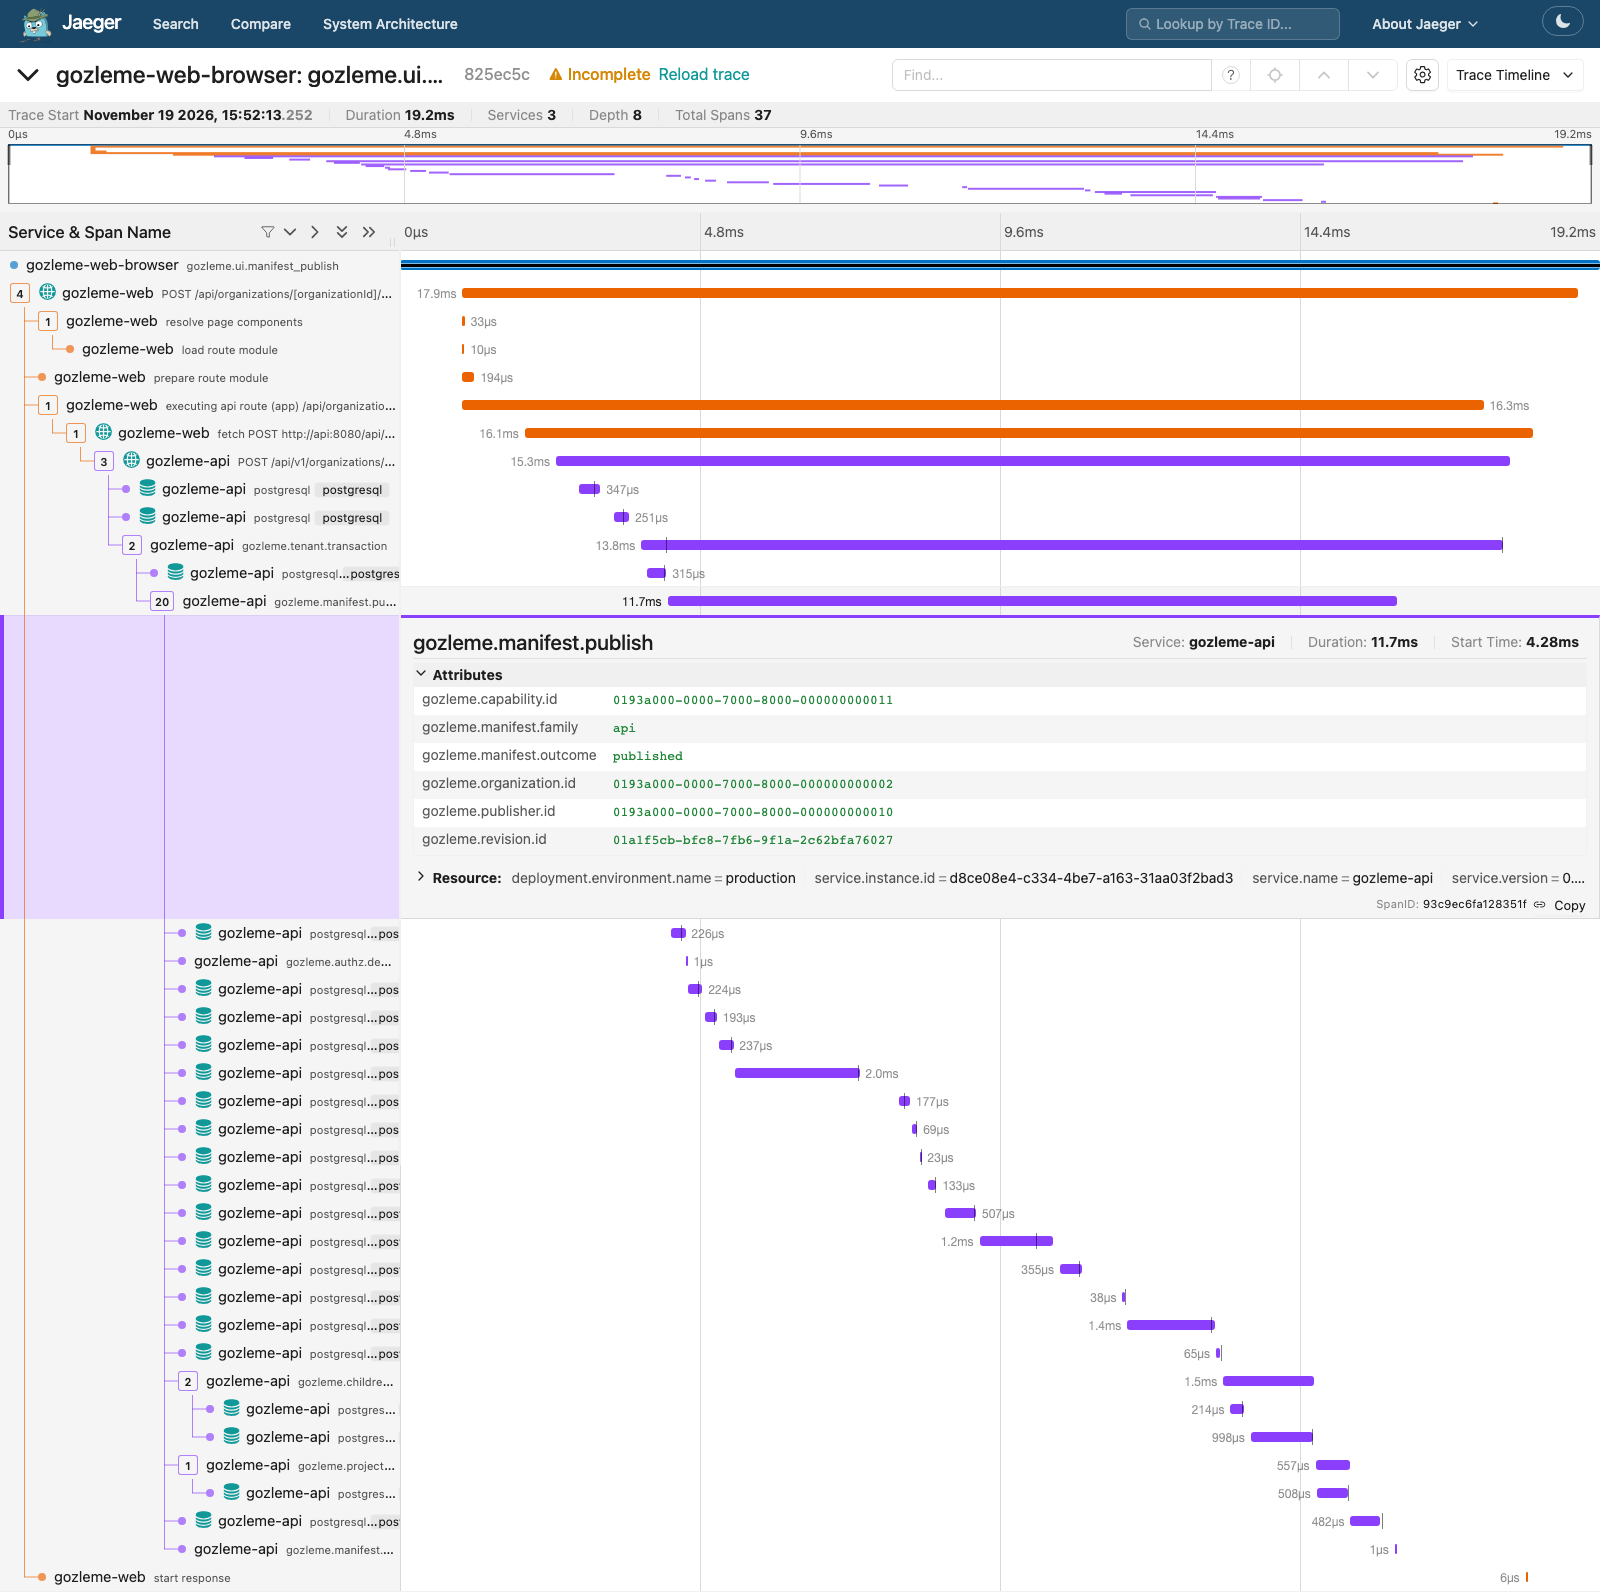 Jaeger Search Compare System Architecture Lookup by Trace ID... About Jaeger
gozleme-web-browser: gozleme.ui.... 825ec5c Incomplete Reload trace Find... ? Trace Timeline
Trace Start November 19 2026, 15:52:13.252 Duration 19.2ms Services 3 Depth 8 Total Spans 37
0μs 4.8ms 9.6ms 14.4ms 19.2ms
Service & Span Name 0μs 4.8ms 9.6ms 14.4ms 19.2ms
gozleme-web-browser gozleme.ui.manifest_publish
4 gozleme-web POST /api/organizations/[organizationId]/... 17.9ms
1 gozleme-web resolve page components 33μs
gozleme-web load route module 10μs
gozleme-web prepare route module 194μs
1 gozleme-web executing api route (app) /api/organizatio... 16.3ms
1 gozleme-web fetch POST http://api:8080/api/... 16.1ms
3 gozleme-api POST /api/v1/organizations/... 15.3ms
gozleme-api postgresql postgresql 347μs
gozleme-api postgresql postgresql 251μs
2 gozleme-api gozleme.tenant.transaction 13.8ms
gozleme-api postgresql...postgres 315μs
20 gozleme-api gozleme.manifest.pu... 11.7ms
gozleme.manifest.publish Service: gozleme-api Duration: 11.7ms Start Time: 4.28ms
Attributes
gozleme.capability.id 0193a000-0000-7000-8000-000000000011
gozleme.manifest.family api
gozleme.manifest.outcome published
gozleme.organization.id 0193a000-0000-7000-8000-000000000002
gozleme.publisher.id 0193a000-0000-7000-8000-000000000010
gozleme.revision.id 01a1f5cb-bfc8-7fb6-9f1a-2c62bfa76027
Resource: deployment.environment.name = production service.instance.id = d8ce08e4-c334-4be7-a163-31aa03f2bad3 service.name = gozleme-api service.version = 0....
SpanID: 93c9ec6fa128351f Copy
gozleme-api postgresql...pos 226μs
gozleme-api gozleme.authz.de... 1μs
gozleme-api postgresql...pos 224μs
gozleme-api postgresql...pos 193μs
gozleme-api postgresql...pos 237μs
gozleme-api postgresql...pos 2.0ms
gozleme-api postgresql...pos 177μs
gozleme-api postgresql...pos 69μs
gozleme-api postgresql...pos 23μs
gozleme-api postgresql...pos 133μs
gozleme-api postgresql...pos 507μs
gozleme-api postgresql...pos 1.2ms
gozleme-api postgresql...pos 355μs
gozleme-api postgresql...pos 38μs
gozleme-api postgresql...pos 1.4ms
gozleme-api postgresql...pos 65μs
2 gozleme-api gozleme.childre... 1.5ms
gozleme-api postgres... 214μs
gozleme-api postgres... 998μs
1 gozleme-api gozleme.project... 557μs
gozleme-api postgres... 508μs
gozleme-api postgresql...pos 482μs
gozleme-api gozleme.manifest.... 1μs
gozleme-web start response 6μs